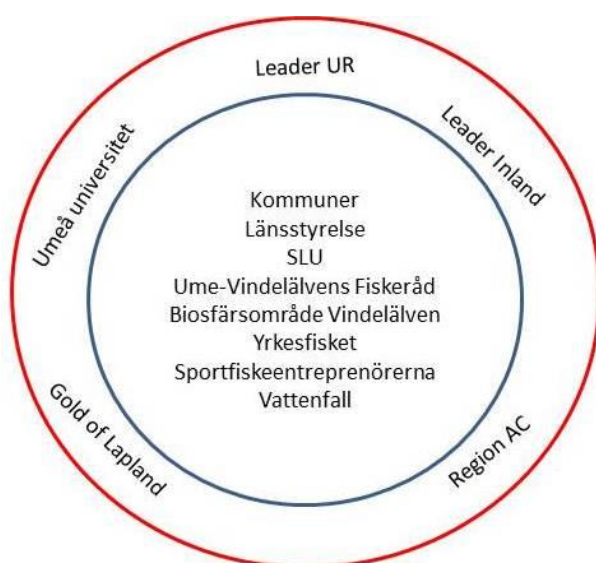 Leader UR
Leader Inland
Umeå universitet
Kommuner
Länsstyrelse
SLU
Ume-Vindelälvens Fiskeråd
Biosfärsområde Vindelälven
Yrkesfisket
Sportfiskeentreprenörerna
Vattenfall
Gold of Lapland
Region AC